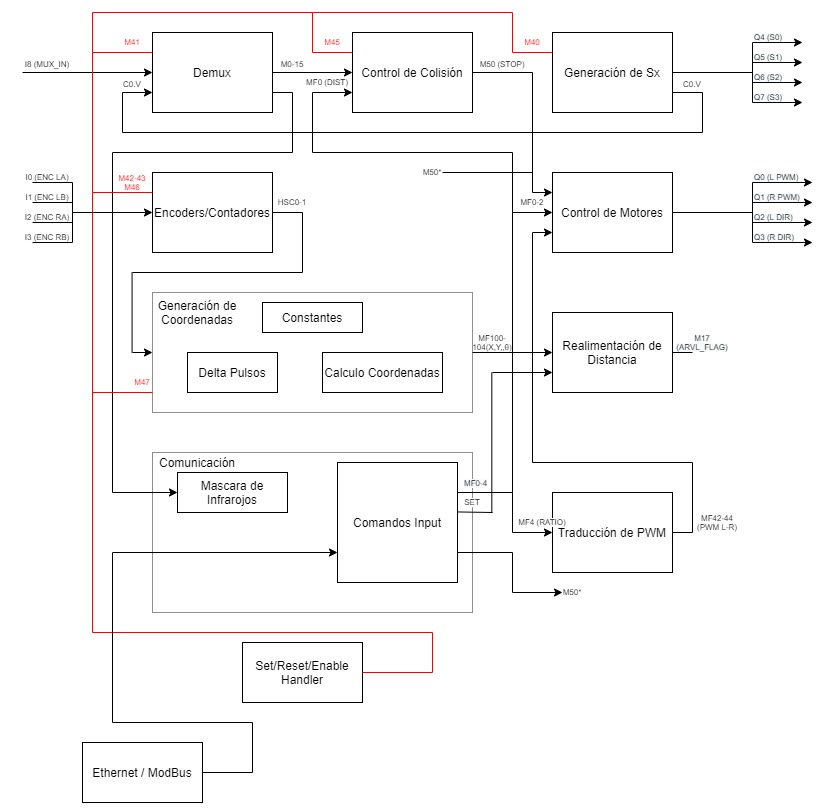 M41
M45
M40
Q4 (S0)
I8 (MUX_IN)
Demux
M0-15
Control de Colisión
M50 (STOP)
Generación de Sx
Q5 (S1)
C0.V
MF0 (DIST)
C0.V
Q6 (S2)
Q7 (S3)
M50*
I0 (ENC LA)
M42-43
M46
Q0 (L PWM)
I1 (ENC LB)
Encoders/Contadores
HSC0-1
MF0-2
Control de Motores
Q1 (R PWM)
I2 (ENC RA)
Q2 (L DIR)
I3 (ENC RB)
Q3 (R DIR)
Generación de
Coordenadas
Constantes
MF100-
104(X,Y,,θ)
Realimentación de
Distancia
M17
(ARVL_FLAG)
Delta Pulsos
Calculo Coordenadas
M47
Comunicación
Mascara de
Infrarojos
Comandos Input
MF0-4
SET
MF4 (RATIO)
Traducción de PWM
MF42-44
(PWM L-R)
M50*
Set/Reset/Enable
Handler
Ethernet / ModBus